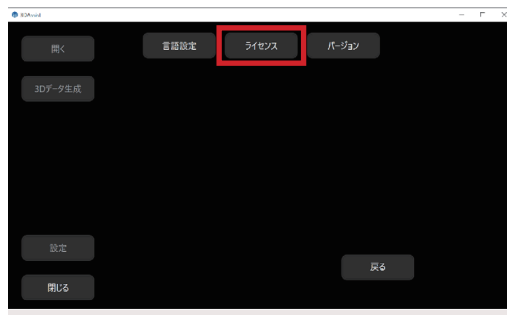 3DAvoid
開く
言語設定
ライセンス
バージョン
3Dデータ生成
設定
戻る
閉じる